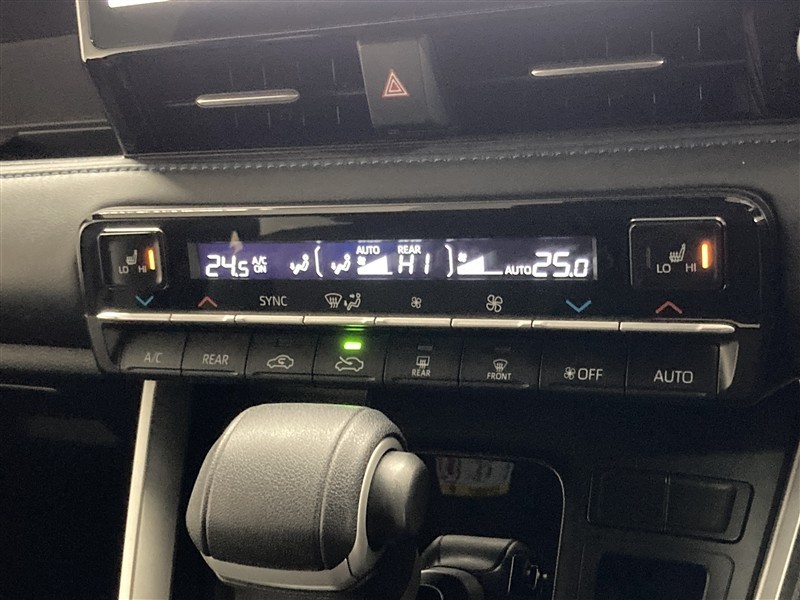 LO HI
24.5 A/C ON
AUTO
REAR
HI
AUTO 25.0
LO HI
SYNC
A/C
REAR
REAR
FRONT
OFF
AUTO